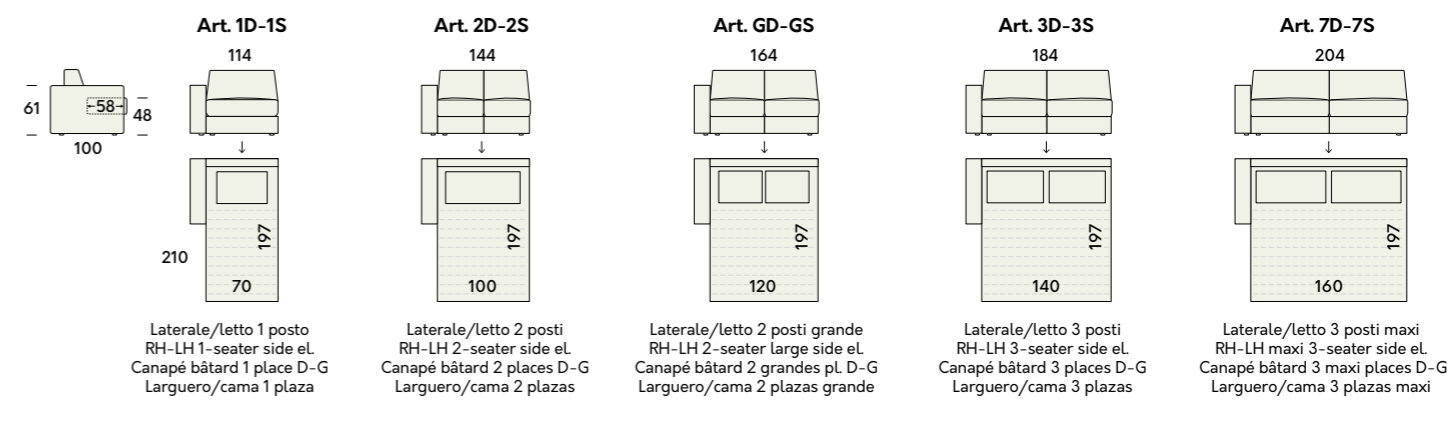 Art. 1D-1S
114
61
58
48
100
210
197
70
Laterale/letto 1 posto
RH-LH 1-seater side el.
Canapé bâtard 1 place D-G
Larguero/cama 1 plaza
Art. 2D-2S
144
197
100
Laterale/letto 2 posti
RH-LH 2-seater side el.
Canapé bâtard 2 places D-G
Larguero/cama 2 plazas
Art. GD-GS
164
197
120
Laterale/letto 2 posti grande
RH-LH 2-seater large side el.
Canapé bâtard 2 grandes pl. D-G
Larguero/cama 2 plazas grande
Art. 3D-3S
184
197
140
Laterale/letto 3 posti
RH-LH 3-seater side el.
Canapé bâtard 3 places D-G
Larguero/cama 3 plazas
Art. 7D-7S
204
197
160
Laterale/letto 3 posti maxi
RH-LH maxi 3-seater side el.
Canapé bâtard 3 maxi places D-G
Larguero/cama 3 plazas maxi